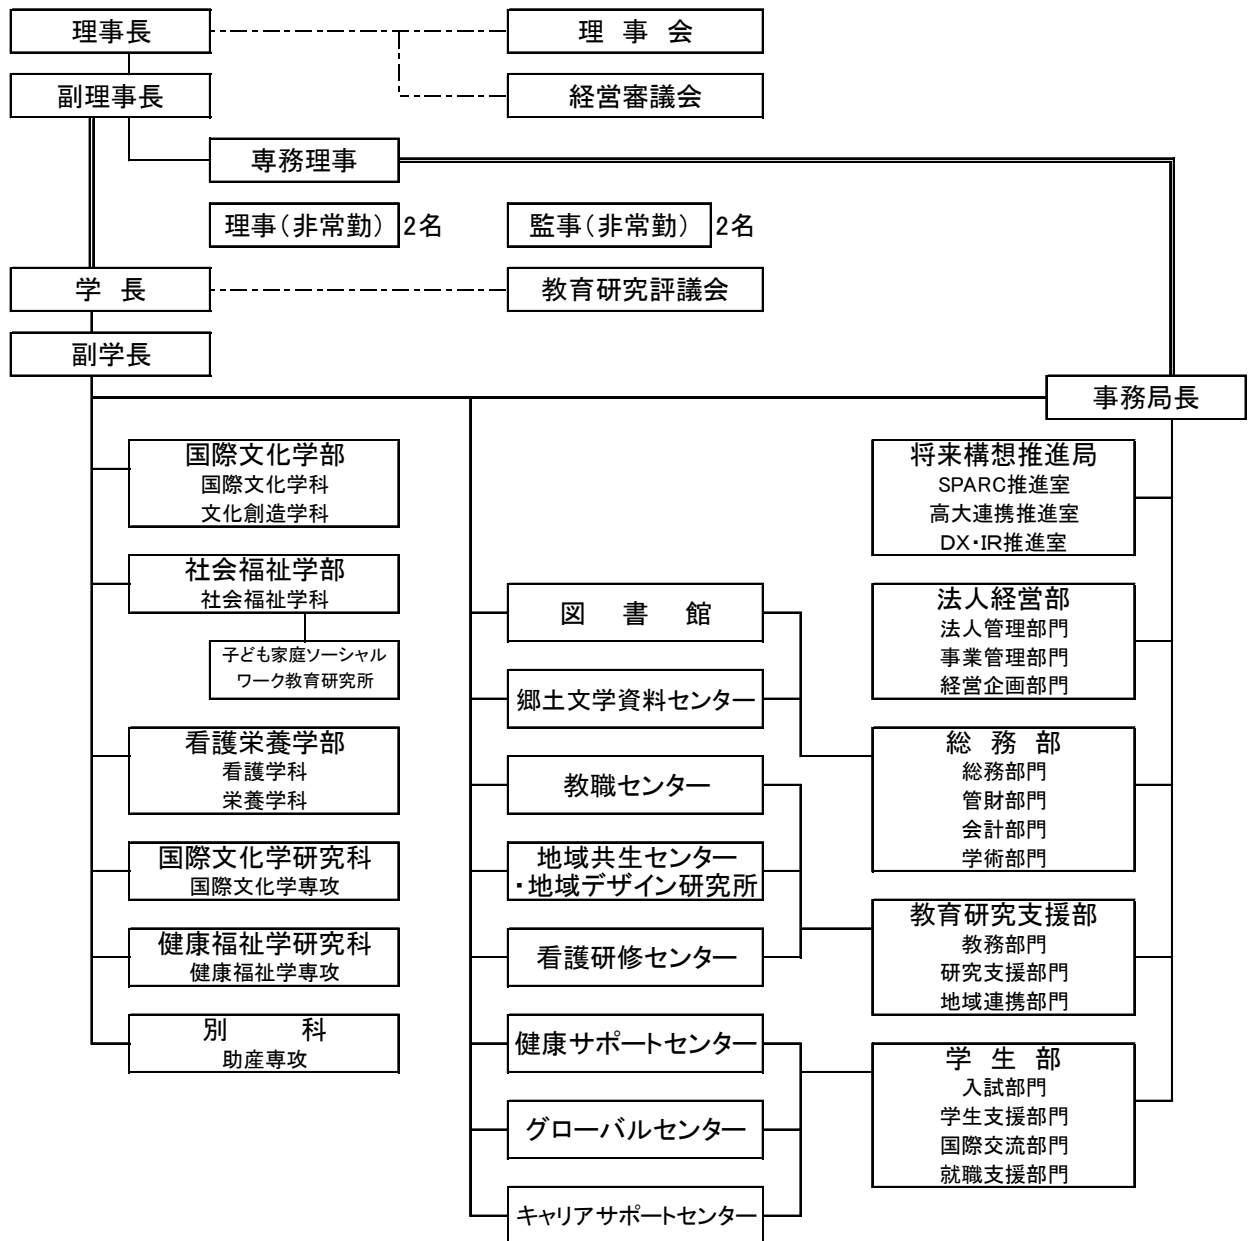 理事長
理 事 会
副理事長
経営審議会
専務理事
理事(非常勤) 2名
監事(非常勤) 2名
学 長
教育研究評議会
副学長
事務局長
国際文化学部
国際文化学科
文化創造学科
社会福祉学部
社会福祉学科
子ども家庭ソーシャル
ワーク教育研究所
看護栄養学部
看護学科
栄養学科
国際文化学研究科
国際文化学専攻
健康福祉学研究科
健康福祉学専攻
別 科
助産専攻
図 書 館
郷土文学資料センター
教職センター
地域共生センター
・地域デザイン研究所
看護研修センター
健康サポートセンター
グローバルセンター
キャリアサポートセンター
将来構想推進局
SPARC推進室
高大連携推進室
DX・IR推進室
法人経営部
法人管理部門
事業管理部門
経営企画部門
総 務 部
総務部門
管財部門
会計部門
学術部門
教育研究支援部
教務部門
研究支援部門
地域連携部門
学 生 部
入試部門
学生支援部門
国際交流部門
就職支援部門